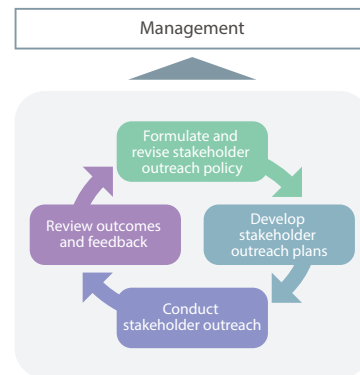 Management
Formulate and
revise stakeholder
outreach policy
Develop
stakeholder
outreach plans
Conduct
stakeholder outreach
Review outcomes
and feedback